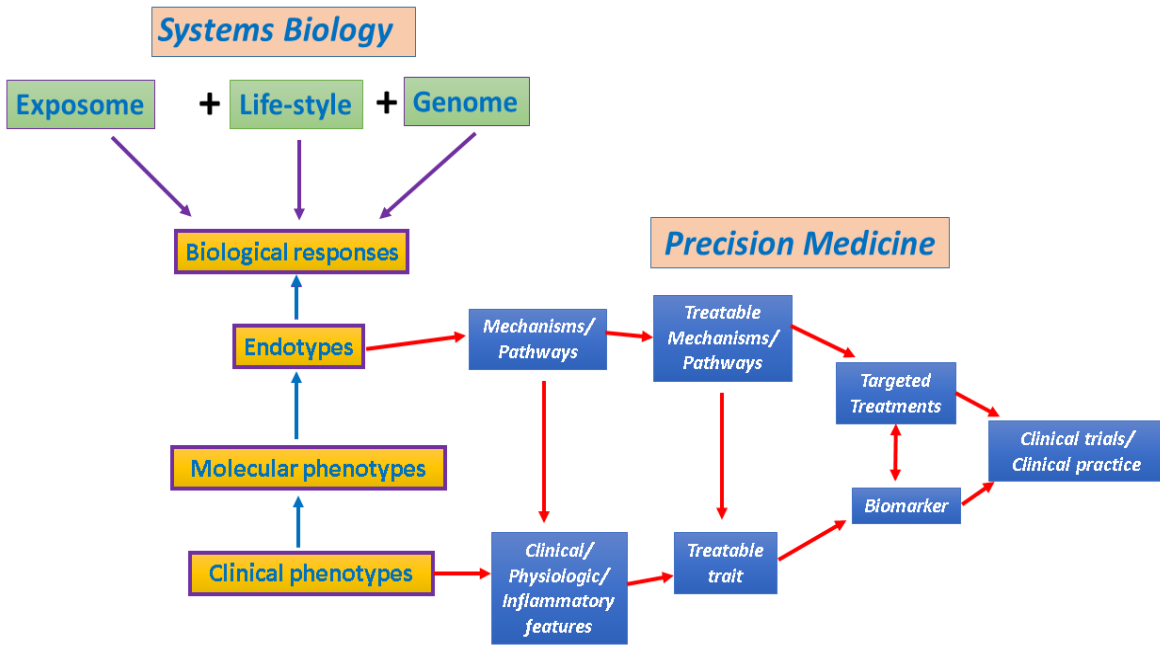 Systems Biology
Exposome + Life-style + Genome
Biological responses
Precision Medicine
Endotypes
Mechanisms/
Pathways
Treatable
Mechanisms/
Pathways
Targeted
Treatments
Clinical trials/
Clinical practice
Molecular phenotypes
Biomarker
Clinical phenotypes
Clinical/
Physiologic/
Inflammatory
features
Treatable
trait